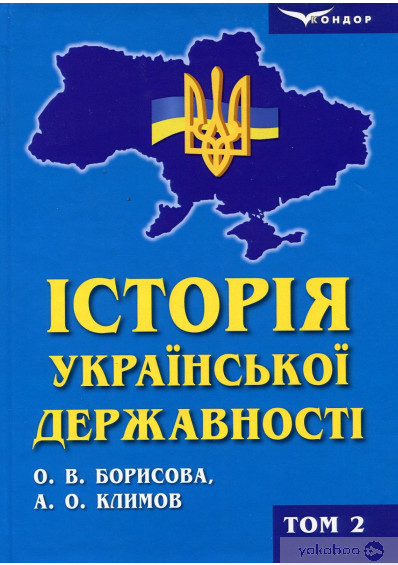 КОНДОР
ІСТОРІЯ
УКРАЇНСЬКОЇ
ДЕРЖАВНОСТІ
О. В. БОРИСОВА,
А. О. КЛИМОВ
ТОМ 2
yakaboo